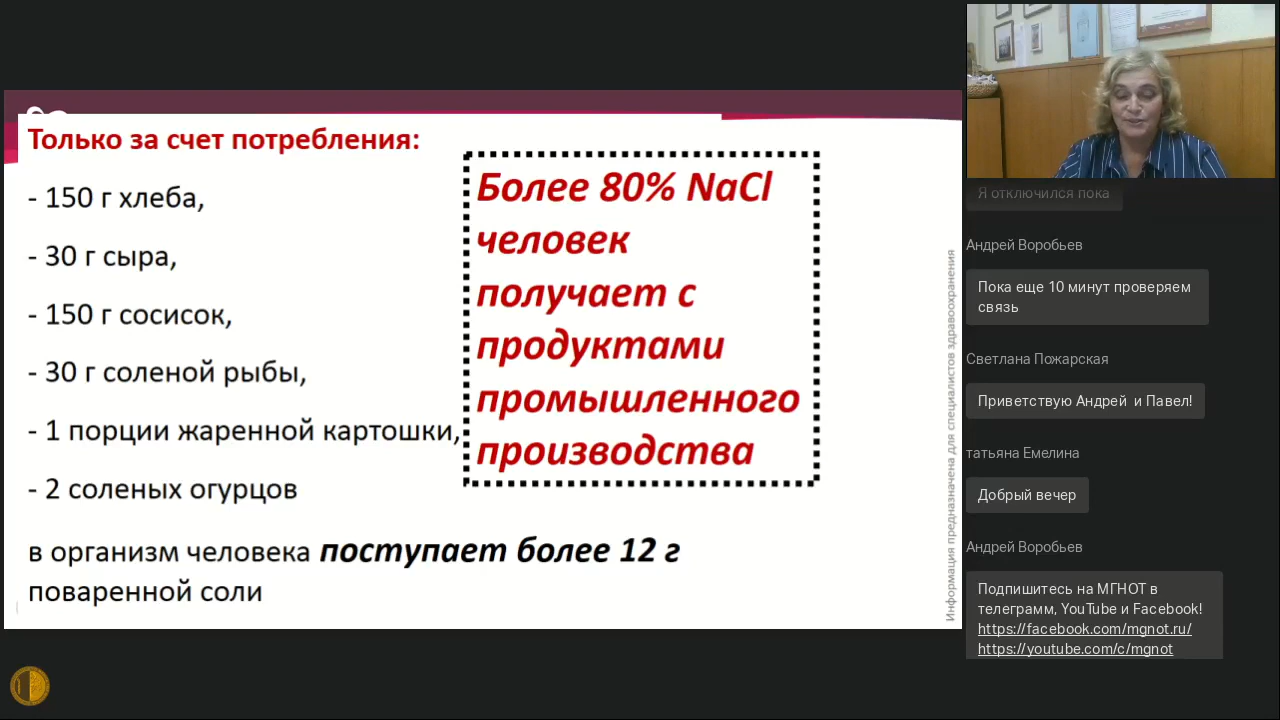 Только за счет потребления:
- 150 г хлеба,
- 30 г сыра,
- 150 г сосисок,
- 30 г соленой рыбы,
- 1 порции жаренной картошки,
- 2 соленых огурцов
в организм человека поступает более 12 г
поваренной соли
Более 80% NaCl
человек
получает с
продуктами
промышленного
производства
Информация предназначена для специалистов здравоохранения
Я отключился пока
Андрей Воробьев
Пока еще 10 минут проверяем
связь
Светлана Пожарская
Приветствую Андрей и Павел!
татьяна Емелина
Добрый вечер
Андрей Воробьев
Подпишитесь на МГНОТ в
телеграмм, YouTube и Facebook!
https://facebook.com/mgnot.ru/
https://youtube.com/c/mgnot